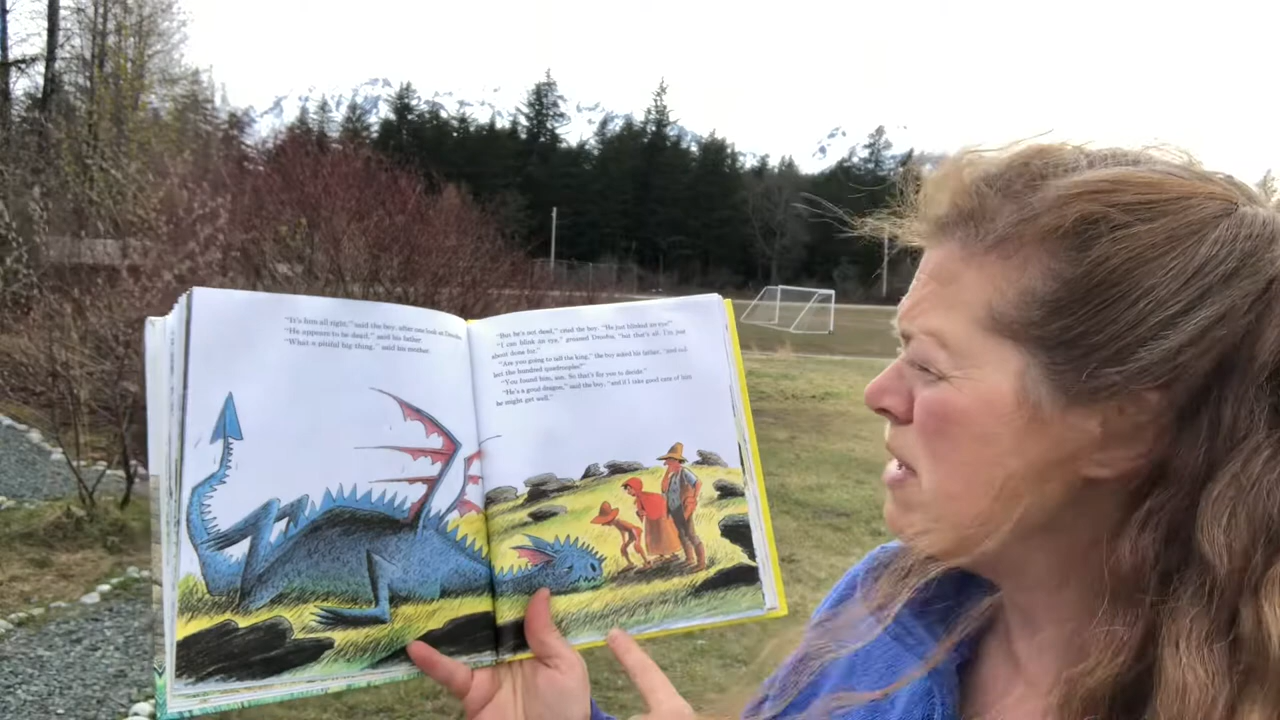 "It's him all right," said the boy, after one look at Droofus.
"He appears to be dead," said his father.
"What a pitiful big thing," said his mother.
"But he's not dead," cried the boy. "He just blinked an eye!"
"I can blink an eye," groaned Droofus, "but that's all. I'm just
about done for."
"Are you going to tell the king," the boy asked his father, "and collect
the hundred quadruples?"
"You found him, son. So that's for you to decide."
"He's a good dragon," said the boy, "and if I take good care of him
he might get well."